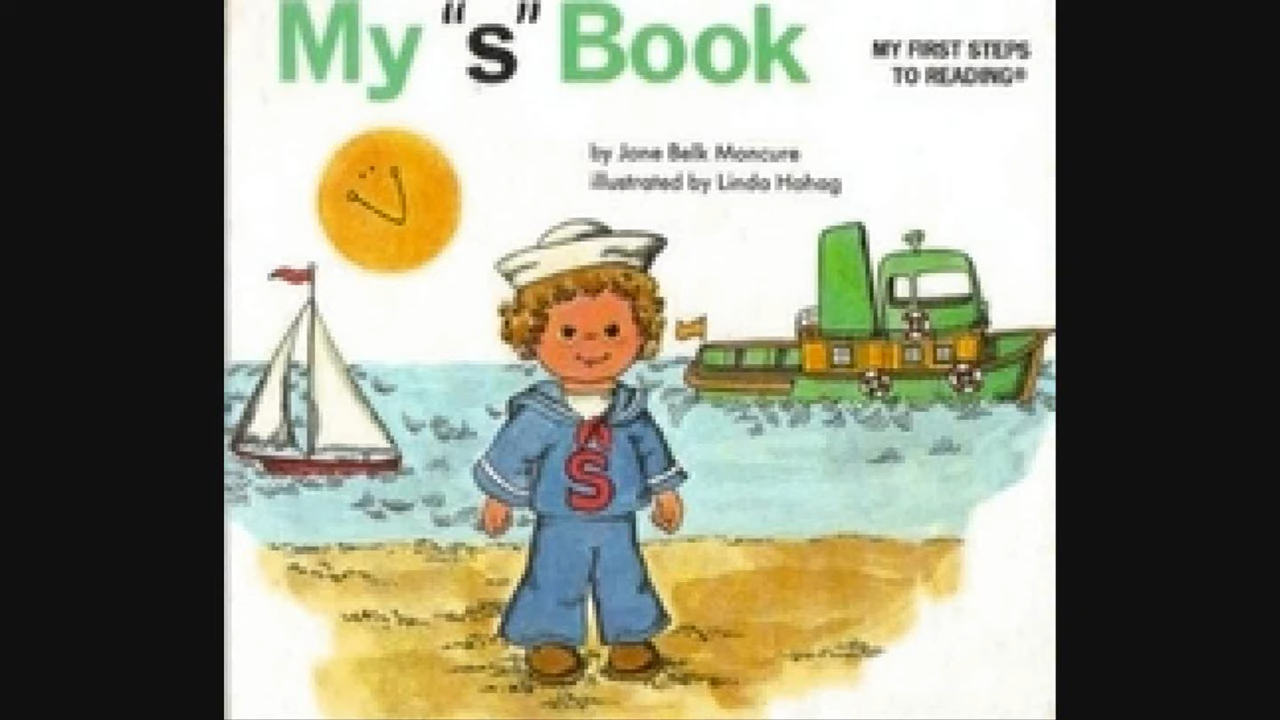 My "s" Book
MY FIRST STEPS
TO READING®
by Jane Belk Moncure
illustrated by Linda Hohag
S